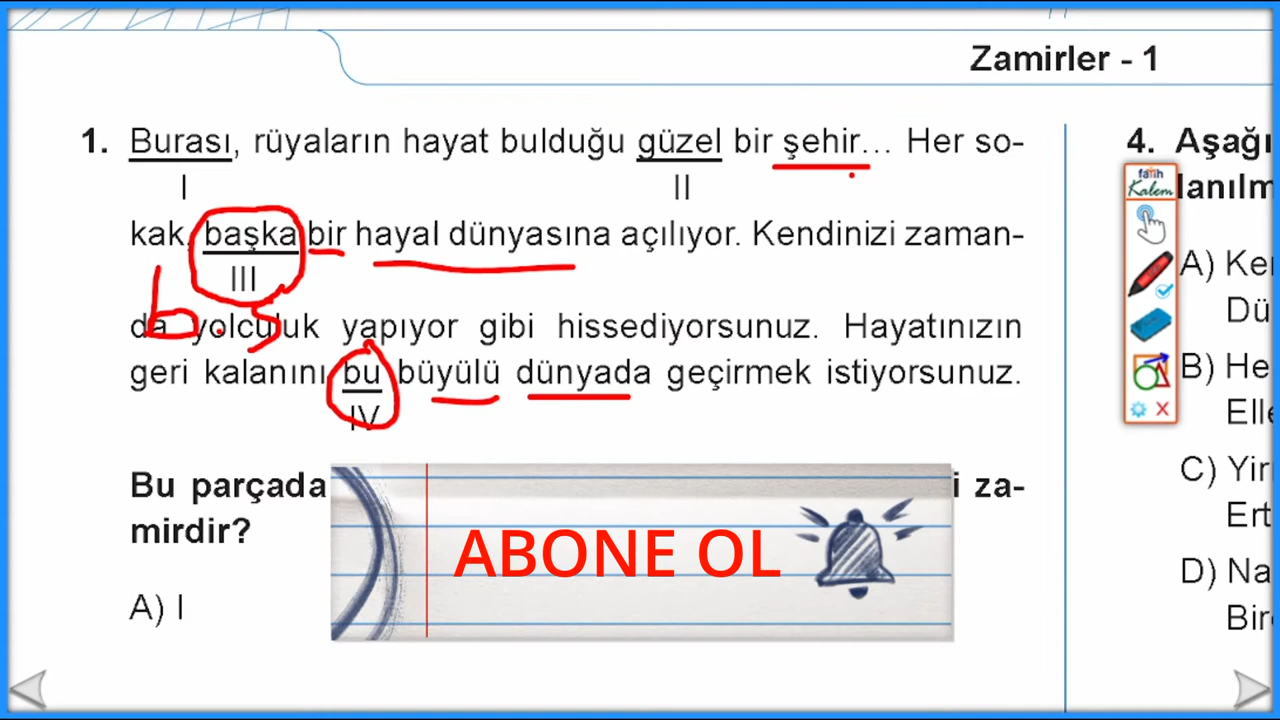 Zamirler - 1
1. Burası, rüyaların hayat bulduğu güzel bir şehir... Her so-
I II
kak, başka bir hayal dünyasına açılıyor. Kendinizi zaman-
III
b.s
da yolculuk yapıyor gibi hissediyorsunuz. Hayatınızın
geri kalanını bu büyülü dünyada geçirmek istiyorsunuz.
IV
Bu parçada i za-
mirdir?
ABONE OL
A) I
4. Aşağı
lanılm
fatih
Kalem
A) Ke
Dü
B) He
Elle
C) Yir
Ert
D) Na
Bir